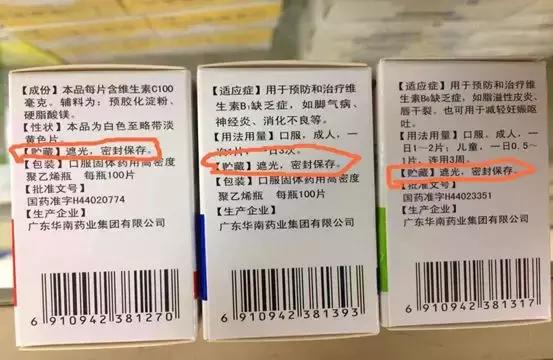 【成份】本品每片含维生素C100
毫克。辅料为：预胶化淀粉、
硬脂酸镁。
【性状】本品为白色至略带淡
黄色片。
【贮藏】遮光，密封保存。
【包装】口服固体药用高密度
聚乙烯瓶 每瓶100片
【批准文号】
国药准字H44020774
【生产企业】
广东华南药业集团有限公司
6 910942 381270
【适应症】用于预防和治疗维
生素B₁缺乏症，如脚气病、
神经炎、消化不良等。
【用法用量】口服，成人，一
次1片，一日3次。
【贮藏】遮光，密封保存。
【包装】口服固体药用高密度
聚乙烯瓶 每瓶100片
【批准文号】
【生产企业】
广东华南药业集团有限公司
6 910942 381393
【适应症】用于预防和治疗维
生素B₆缺乏症，如脂溢性皮炎、
唇干裂。也可用于减轻妊娠呕
吐。
【用法用量】口服，成人，一
日1～2片；儿童，一日0.5～
1片，连用3周。
【贮藏】遮光，密封保存。
【批准文号】
国药准字H44023351
【生产企业】
广东华南药业集团有限公司
6 910942 381317